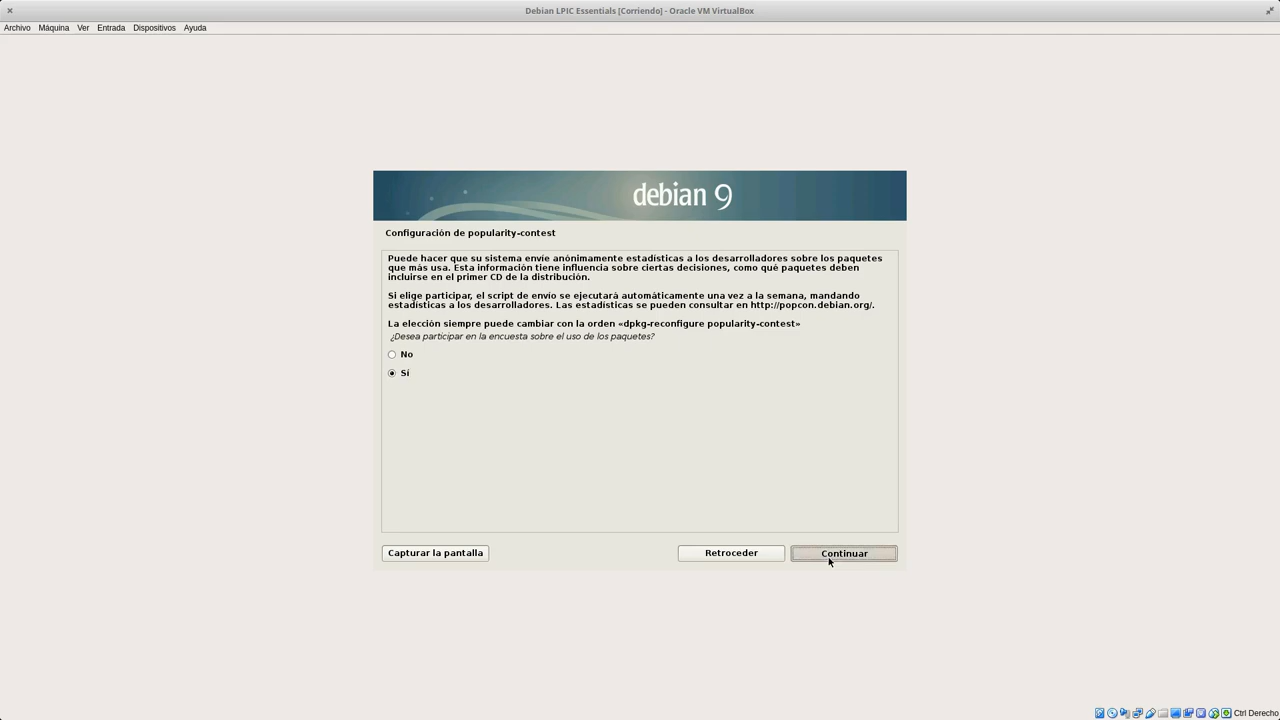 Debian LPIC Essentials [Corriendo] - Oracle VM VirtualBox
Archivo Máquina Ver Entrada Dispositivos Ayuda
debian 9
Configuración de popularity-contest
Puede hacer que su sistema envíe anónimamente estadísticas a los desarrolladores sobre los paquetes
que más usa. Esta información tiene influencia sobre ciertas decisiones, como qué paquetes deben
incluirse en el primer CD de la distribución.
Si elige participar, el script de envío se ejecutará automáticamente una vez a la semana, mandando
estadísticas a los desarrolladores. Las estadísticas se pueden consultar en http://popcon.debian.org/.
La elección siempre puede cambiar con la orden «dpkg-reconfigure popularity-contest»
¿Desea participar en la encuesta sobre el uso de los paquetes?
No
Sí
Capturar la pantalla Retroceder Continuar
Ctrl Derecho